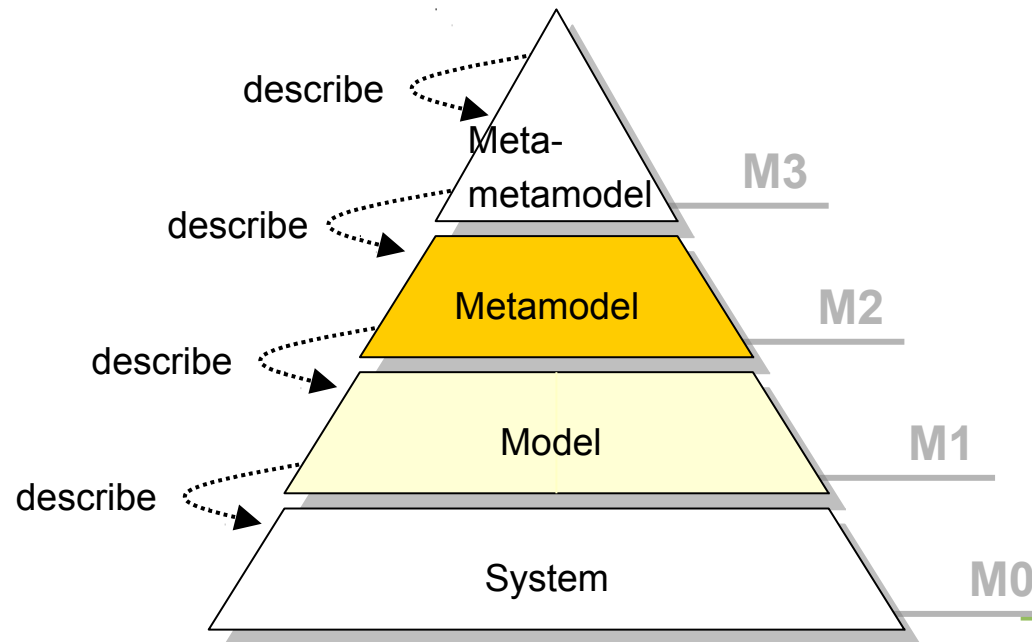 describe
Meta-
metamodel
M3
describe
Metamodel
M2
describe
Model
M1
describe
System
M0